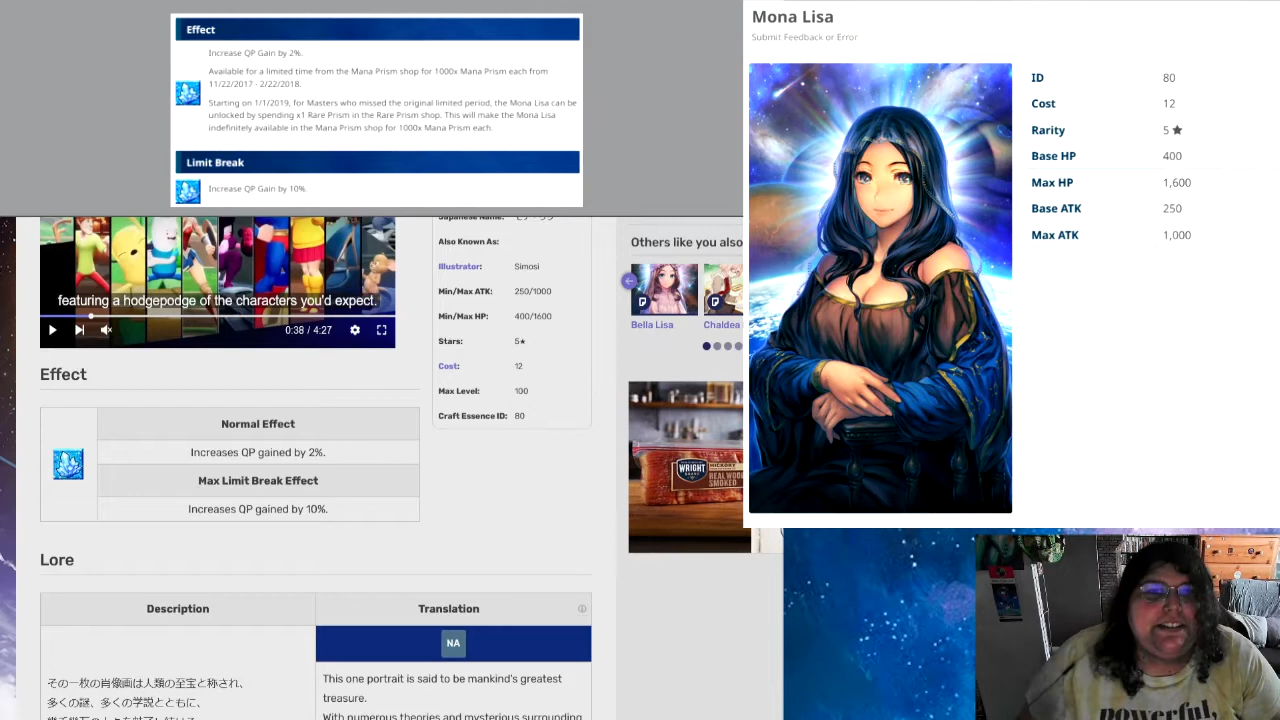 Effect
Increase QP Gain by 2%.
Available for a limited time from the Mana Prism shop for 1000x Mana Prism each from
11/22/2017 - 2/22/2018.
Starting on 1/1/2019, for Masters who missed the original limited period, the Mona Lisa can be
unlocked by spending x1 Rare Prism in the Rare Prism shop. This will make the Mona Lisa
indefinitely available in the Mana Prism shop for 1000x Mana Prism each.
Limit Break
Increase QP Gain by 10%.
Mona Lisa
Submit Feedback or Error
ID 80
Cost 12
Rarity 5 ★
Base HP 400
Max HP 1,600
Base ATK 250
Max ATK 1,000
featuring a hodgepodge of the characters you'd expect.
0:38 / 4:27
Japanese Name:
Also Known As:
Illustrator: Simosi
Min/Max ATK: 250/1000
Min/Max HP: 400/1600
Stars: 5★
Cost: 12
Max Level: 100
Craft Essence ID: 80
Others like you also
Bella Lisa
Chaldea
WRIGHT
BRAND
HICKORY
REAL WOOD
SMOKED
Effect
Normal Effect
Increases QP gained by 2%.
Max Limit Break Effect
Increases QP gained by 10%.
Lore
Description Translation
NA
その一枚の肖像画は人類の至宝と称され、
多くの謎、多くの学説とともに、
This one portrait is said to be mankind's greatest
treasure.
With numerous theories and mysterious surrounding
powerful,